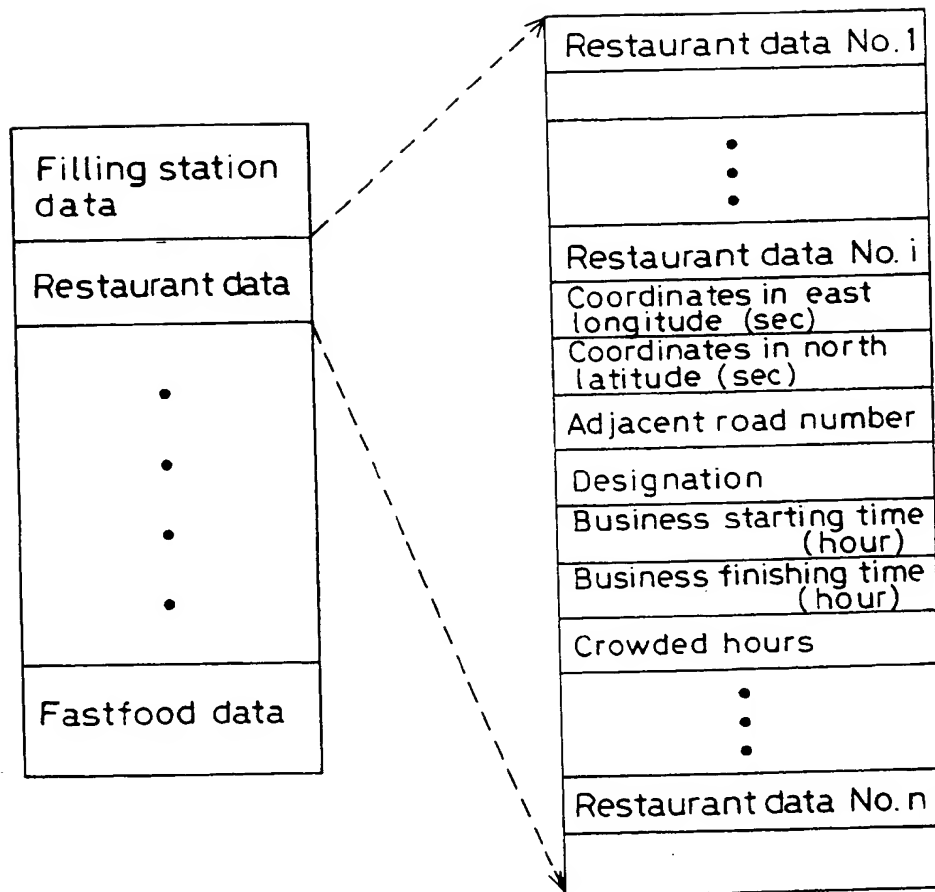 Filling station
data
Restaurant data
Fastfood data
Restaurant data No. 1
Restaurant data No. i
Coordinates in east
longitude (sec)
Coordinates in north
latitude (sec)
Adjacent road number
Designation
Business starting time
(hour)
Business finishing time
(hour)
Crowded hours
Restaurant data No. n